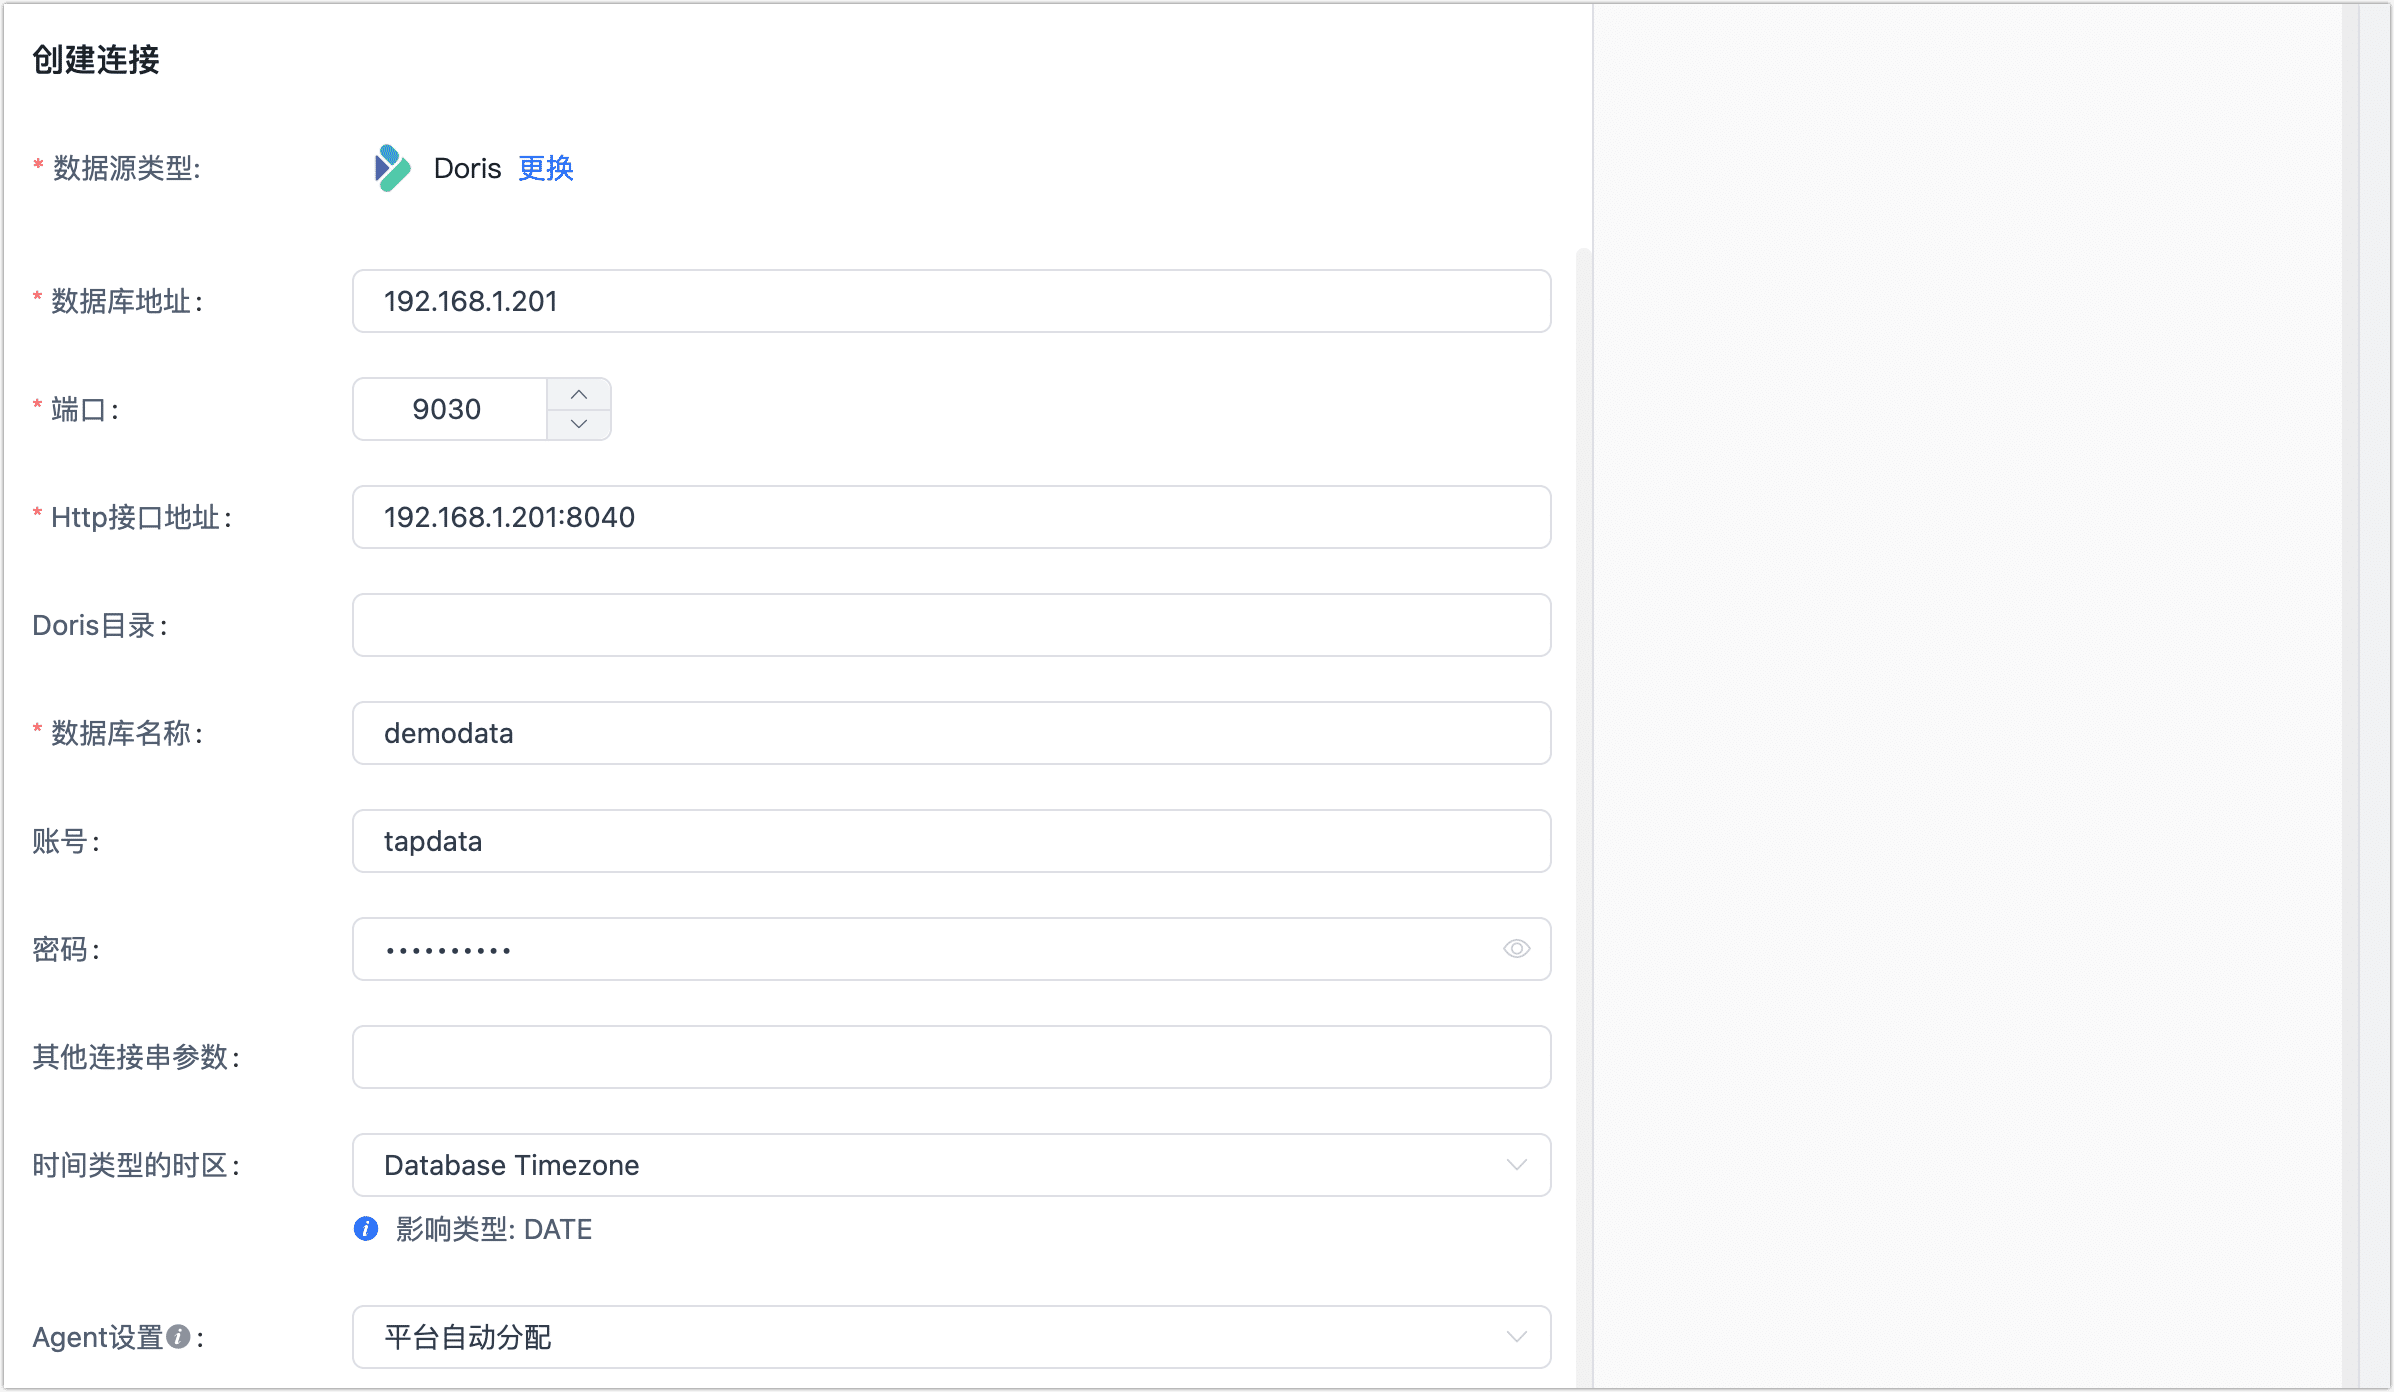 创建连接
* 数据源类型: Doris 更换
* 数据库地址: 192.168.1.201
* 端口: 9030
* Http接口地址: 192.168.1.201:8040
Doris目录:
* 数据库名称: demodata
账号: tapdata
密码: ••••••••••
其他连接串参数:
时间类型的时区: Database Timezone
i 影响类型: DATE
Agent设置 i : 平台自动分配